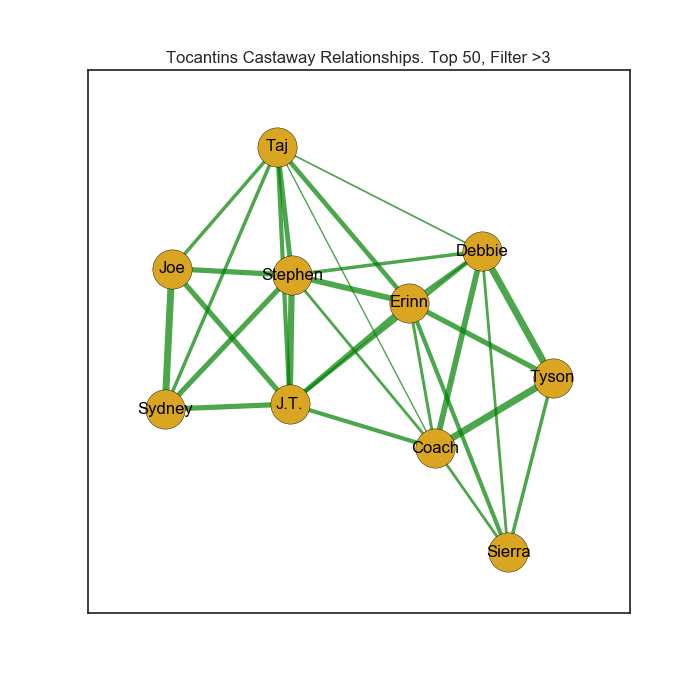 Tocantins Castaway Relationships. Top 50, Filter >3
Taj
Debbie
Joe
Stephen
Erinn
Tyson
Sydney
J.T.
Coach
Sierra